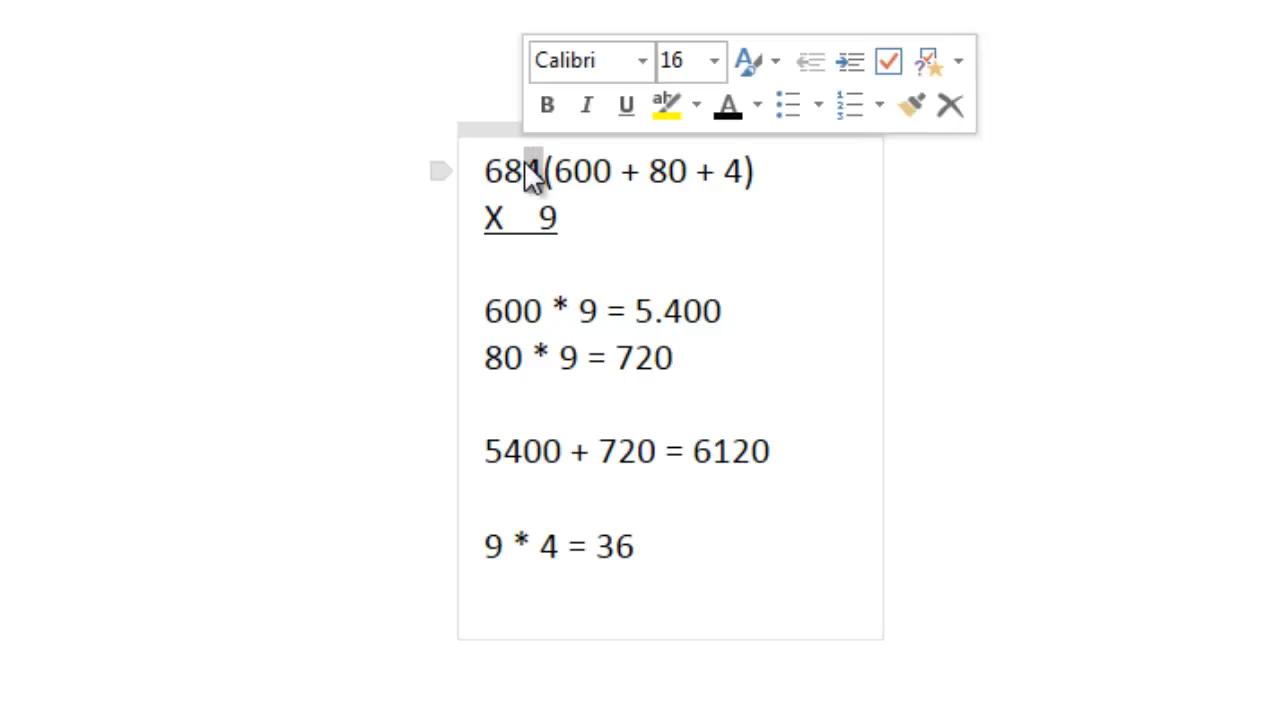 Calibri 16
B I U
684(600 + 80 + 4)
X 9
600 * 9 = 5.400
80 * 9 = 720
5400 + 720 = 6120
9 * 4 = 36